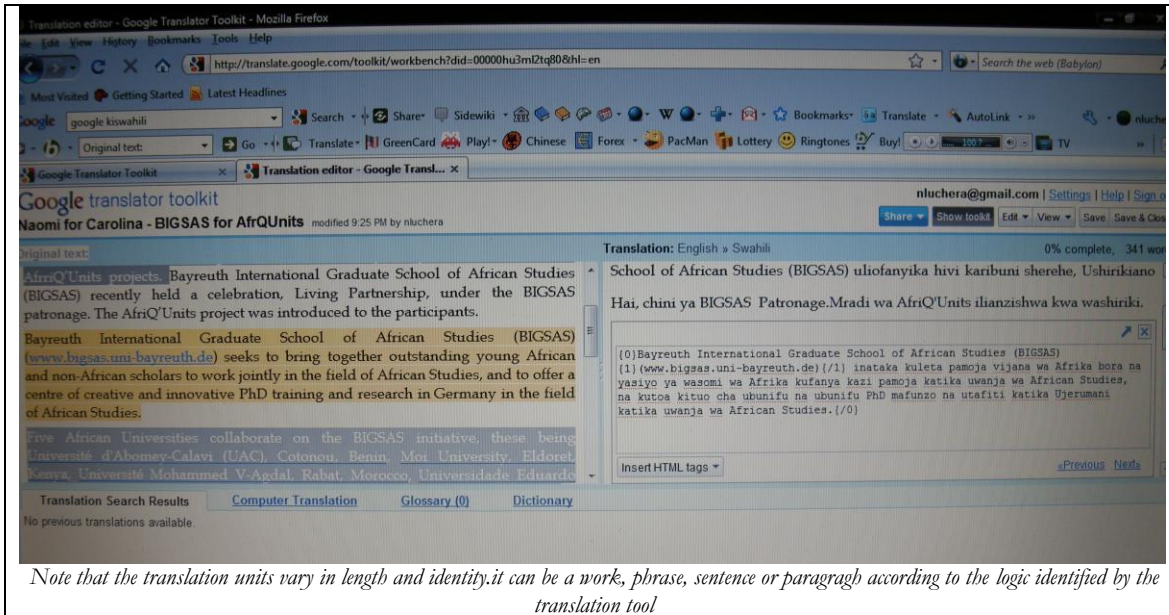 Translation editor - Google Translator Toolkit - Mozilla Firefox
Edit View History Bookmarks Tools Help
http://translate.google.com/toolkit/workbench?did=00000hu3ml2tq80&hl=en
Search the web (Babylon)
Most Visited Getting Started Latest Headlines
Google google kiswahili Search Share Sidewiki W Bookmarks Translate AutoLink »
Original text: Go Translate GreenCard Play! Chinese Forex PacMan Lottery Ringtones Buy! TV »
Google Translator Toolkit × Translation editor - Google Transl... ×
Google translator toolkit
nluchera@gmail.com | Settings | Help | Sign
Naomi for Carolina - BIGSAS for AfrQUnits modified 9:25 PM by nluchera
Share Show toolkit Edit View Save Save & Clos
Original text:
AfrriQ'Units projects. Bayreuth International Graduate School of African Studies
(BIGSAS) recently held a celebration, Living Partnership, under the BIGSAS
patronage. The AfriQ'Units project was introduced to the participants.
Bayreuth International Graduate School of African Studies (BIGSAS)
(www.bigsas.uni-bayreuth.de) seeks to bring together outstanding young African
and non-African scholars to work jointly in the field of African Studies, and to offer a
centre of creative and innovative PhD training and research in Germany in the field
of African Studies.
Five African Universities collaborate on the BIGSAS initiative, these being
Université d'Abomey-Calavi (UAC), Cotonou, Benin, Moi University, Eldoret,
Kenya, Université Mohammed V-Agdal, Rabat, Morocco, Universidade Eduardo
Translation: English » Swahili
0% complete, 341 wor
School of African Studies (BIGSAS) uliofanyika hivi karibuni sherehe, Ushirikiano
Hai, chini ya BIGSAS Patronage.Mradi wa AfriQ'Units ilianzishwa kwa washiriki.
{0}Bayreuth International Graduate School of African Studies (BIGSAS)
{1}(www.bigsas.uni-bayreuth.de){/1} inataka kuleta pamoja vijana wa Afrika bora na
yasiyo ya wasomi wa Afrika kufanya kazi pamoja katika uwanja wa African Studies,
na kutoa kituo cha ubunifu na ubunifu PhD mafunzo na utafiti katika Ujerumani
katika uwanja wa African Studies.{/0}
Insert HTML tags
«Previous Next»
Translation Search Results Computer Translation Glossary (0) Dictionary
No previous translations available.
Note that the translation units vary in length and identity.it can be a work, phrase, sentence or paragragh according to the logic identified by the
translation tool